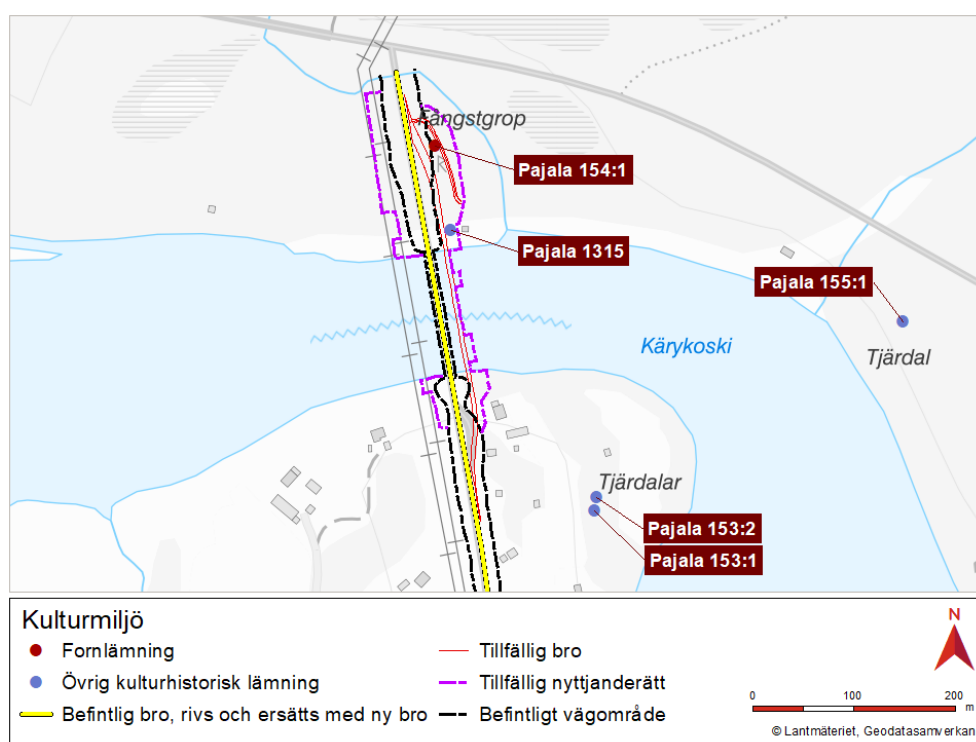 Fångstgrop
R
Pajala 154:1
Pajala 1315
Pajala 155:1
Kärykoski
Tjärdal
Tjärdalar
Pajala 153:2
Pajala 153:1
Kulturmiljö
Fornlämning
Övrig kulturhistorisk lämning
Befintlig bro, rivs och ersätts med ny bro
Tillfällig bro
Tillfällig nyttjanderätt
Befintligt vägområde
N
0 100 200
m
© Lantmäteriet, Geodatasamverkan